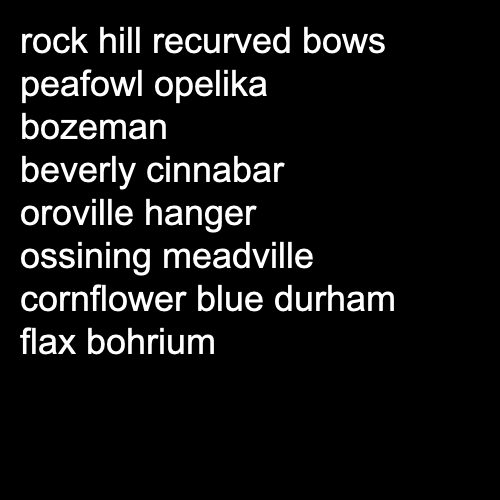 rock hill recurved bows
peafowl opelika
bozeman
beverly cinnabar
oroville hanger
ossining meadville
cornflower blue durham
flax bohrium